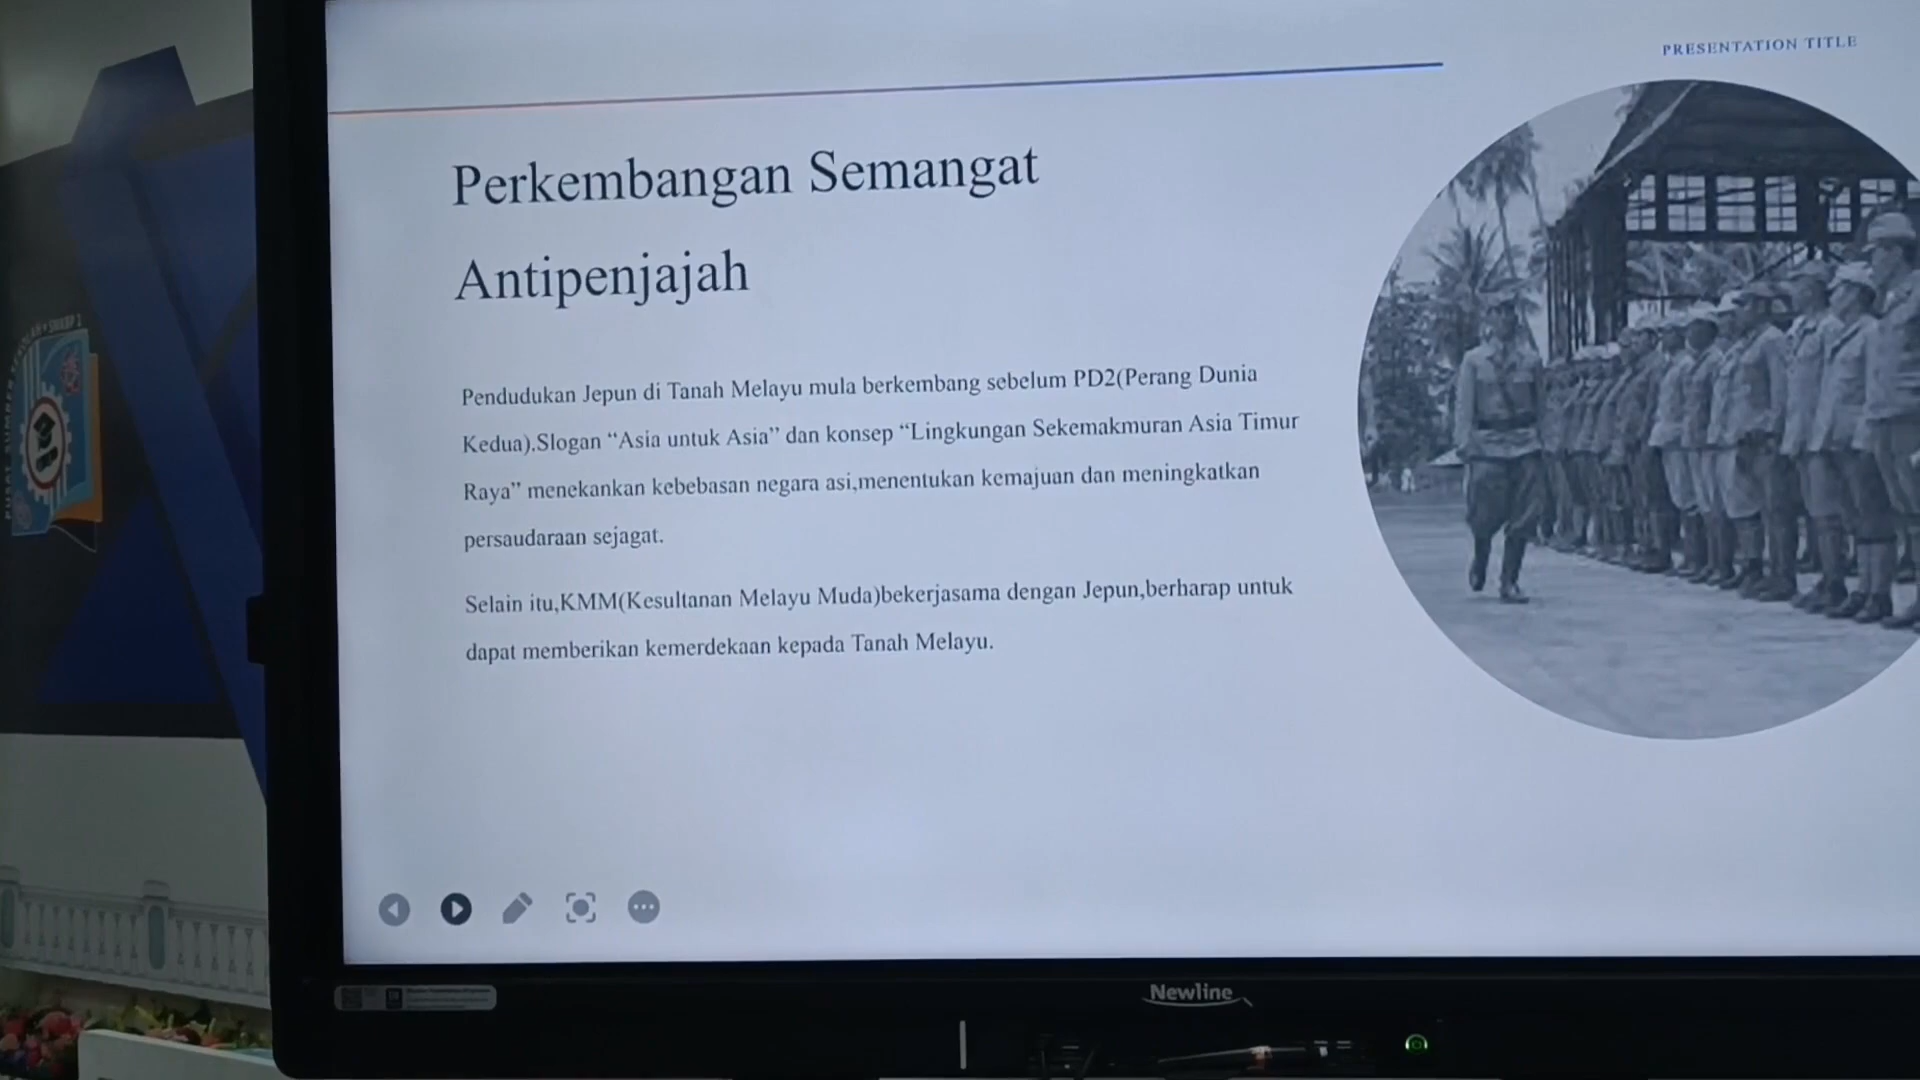 PRESENTATION TITLE
Perkembangan Semangat
Antipenjajah
Pendudukan Jepun di Tanah Melayu mula berkembang sebelum PD2(Perang Dunia
Kedua).Slogan “Asia untuk Asia” dan konsep “Lingkungan Sekemakmuran Asia Timur
Raya” menekankan kebebasan negara asi,menentukan kemajuan dan meningkatkan
persaudaraan sejagat.
Selain itu,KMM(Kesultanan Melayu Muda)bekerjasama dengan Jepun,berharap untuk
dapat memberikan kemerdekaan kepada Tanah Melayu.
Newline